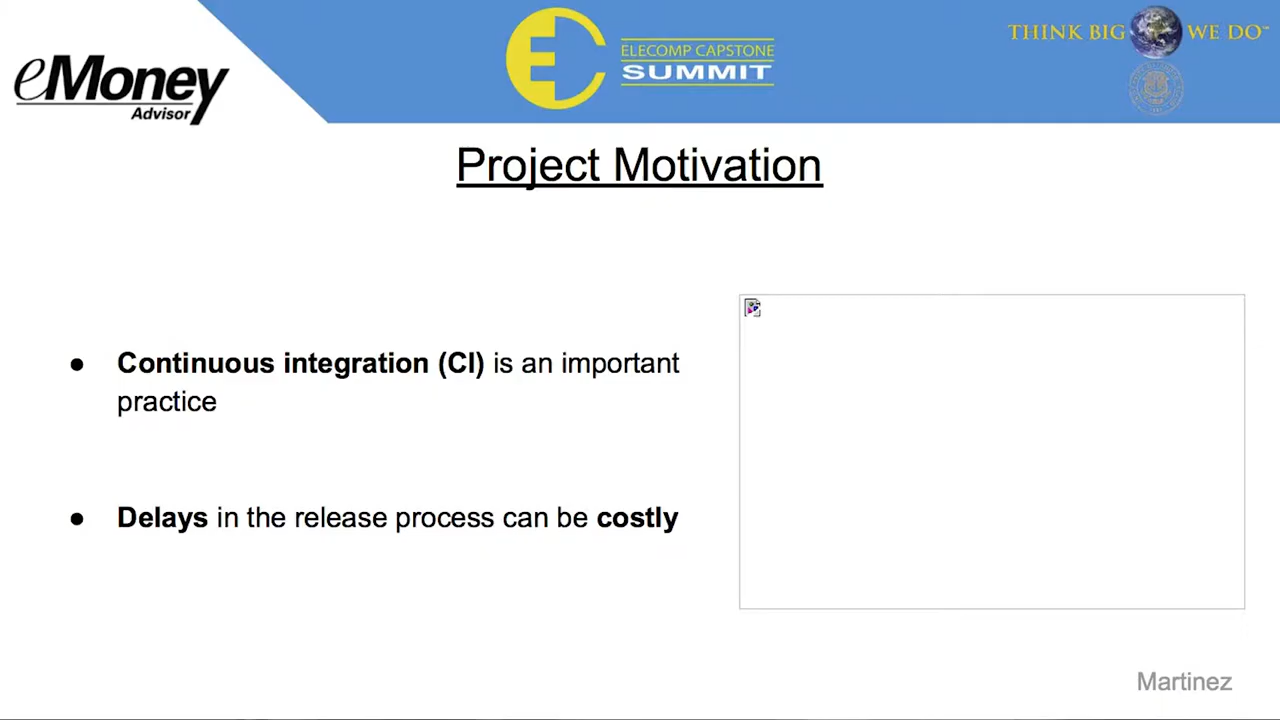 eMoney
Advisor
ELECOMP CAPSTONE
SUMMIT
THINK BIG WE DO™
Project Motivation
● Continuous integration (CI) is an important
practice
● Delays in the release process can be costly
Martinez